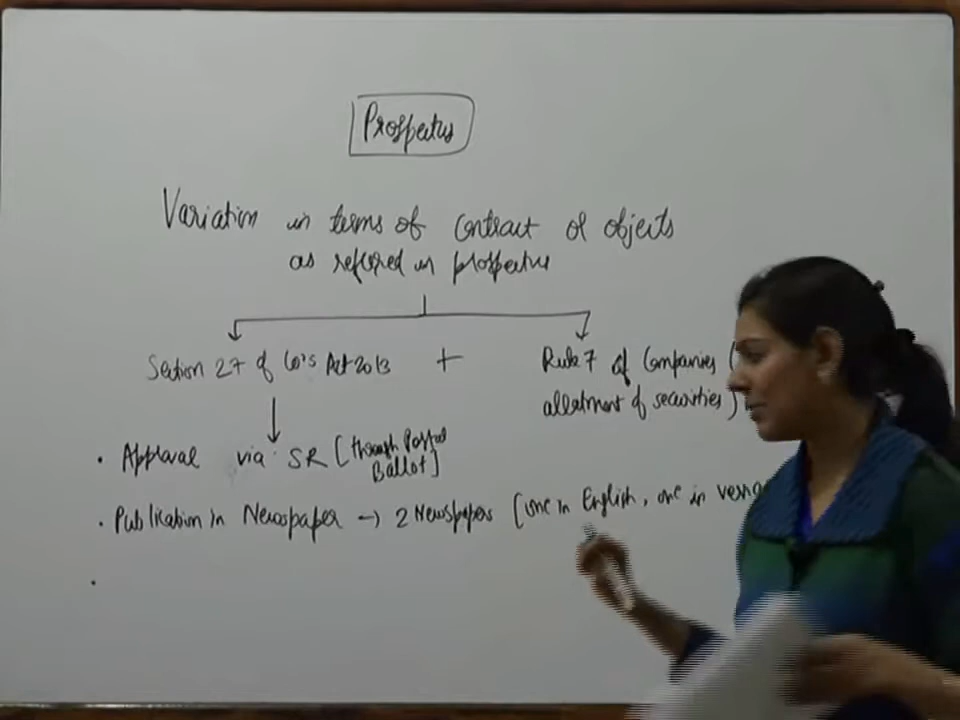 Prospectus
Variation in terms of contract or objects
as refered in prospectus
Section 27 of Co's Act 2013 + Rule 7 of Companies (
allotment of securities)
• Approval via SR [through Postal
Ballot]
• Publication in Newspaper → 2 Newspapers [one in English, one in
•